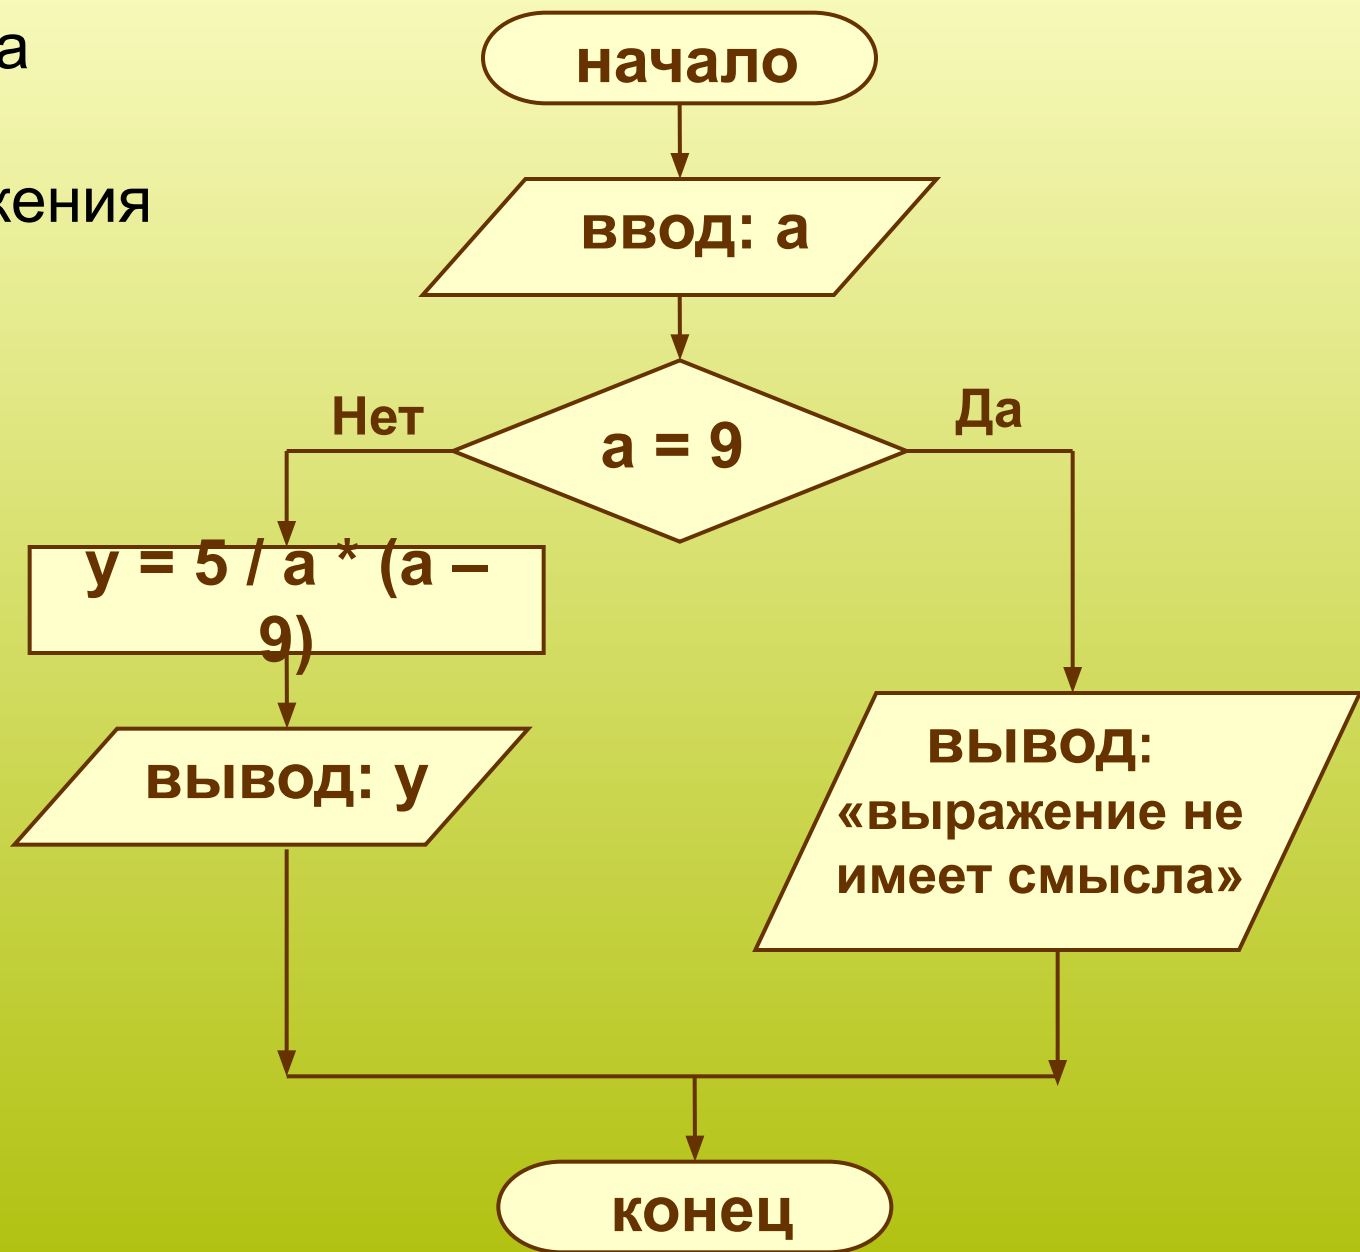 а
жения
начало
ввод: а
а = 9
Нет
Да
у = 5 / а * (а –
9)
вывод: у
вывод:
«выражение не
имеет смысла»
конец